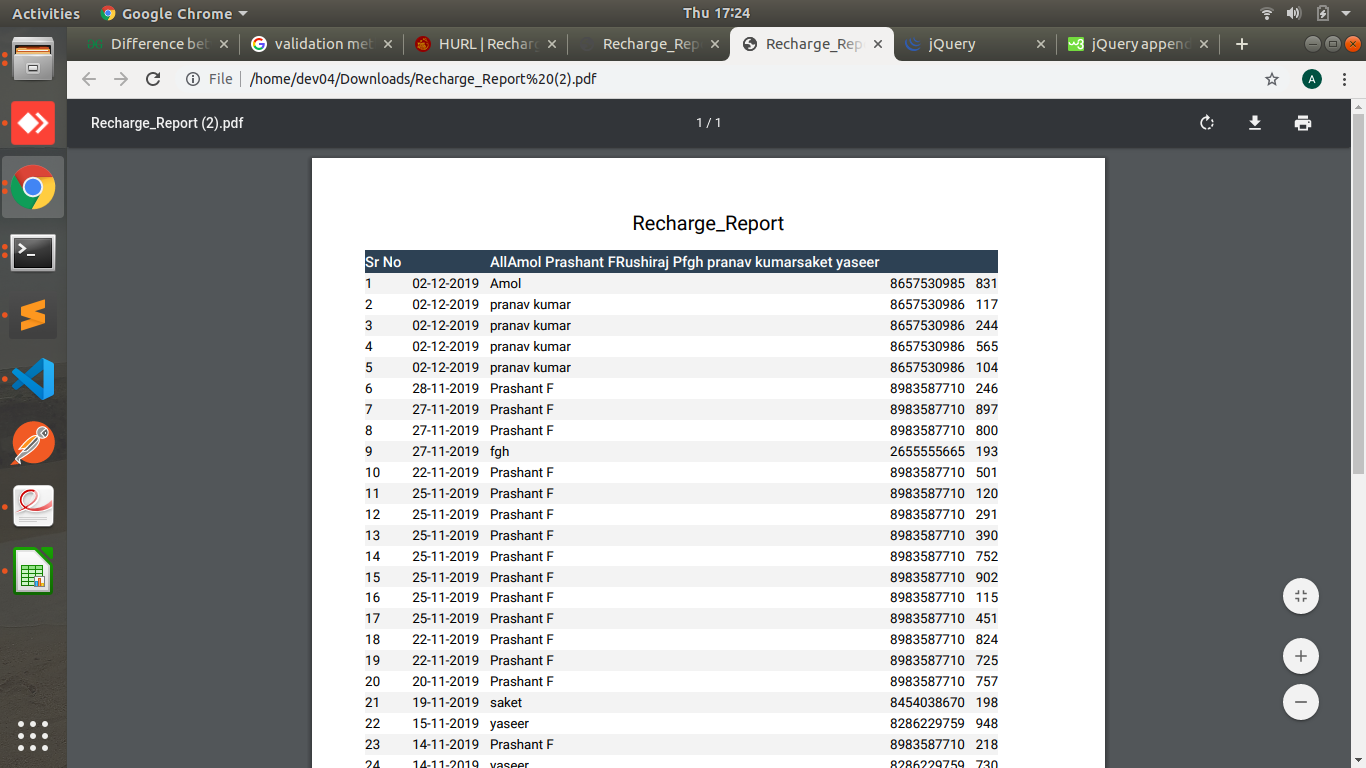 Activities Google Chrome Thu 17:24
Difference bet validation met HURL | Recharg Recharge_Rep Recharge_Rep jQuery jQuery append
File /home/dev04/Downloads/Recharge_Report%20(2).pdf A
Recharge_Report (2).pdf 1 / 1
Recharge_Report
Sr No AllAmol Prashant FRushiraj Pfgh pranav kumarsaket yaseer
1 02-12-2019 Amol 8657530985 831
2 02-12-2019 pranav kumar 8657530986 117
3 02-12-2019 pranav kumar 8657530986 244
4 02-12-2019 pranav kumar 8657530986 565
5 02-12-2019 pranav kumar 8657530986 104
6 28-11-2019 Prashant F 8983587710 246
7 27-11-2019 Prashant F 8983587710 897
8 27-11-2019 Prashant F 8983587710 800
9 27-11-2019 fgh 2655555665 193
10 22-11-2019 Prashant F 8983587710 501
11 25-11-2019 Prashant F 8983587710 120
12 25-11-2019 Prashant F 8983587710 291
13 25-11-2019 Prashant F 8983587710 390
14 25-11-2019 Prashant F 8983587710 752
15 25-11-2019 Prashant F 8983587710 902
16 25-11-2019 Prashant F 8983587710 115
17 25-11-2019 Prashant F 8983587710 451
18 22-11-2019 Prashant F 8983587710 824
19 22-11-2019 Prashant F 8983587710 725
20 20-11-2019 Prashant F 8983587710 757
21 19-11-2019 saket 8454038670 198
22 15-11-2019 yaseer 8286229759 948
23 14-11-2019 Prashant F 8983587710 218
24 14-11-2019 yaseer 8286229759 730